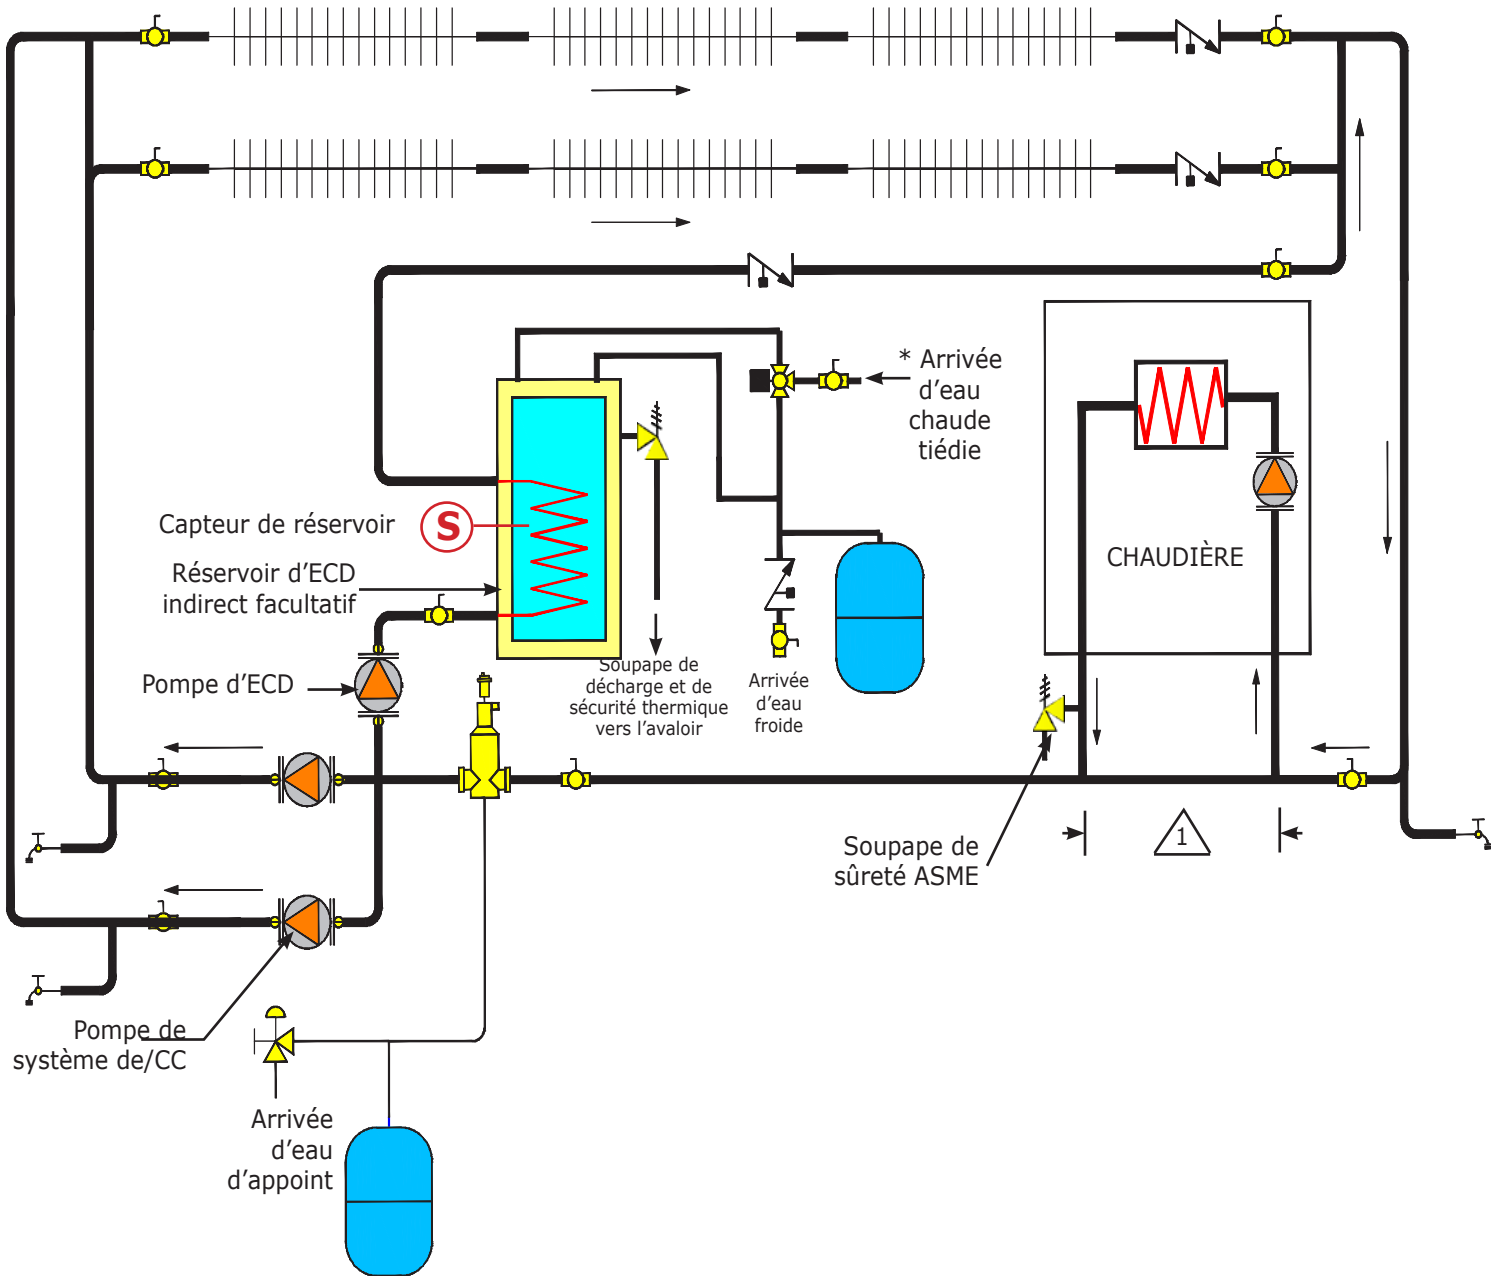 * Arrivée
d’eau
chaude
tiédie
Capteur de réservoir
S
Réservoir d’ECD
indirect facultatif
CHAUDIÈRE
Pompe d’ECD
Soupape de
décharge et de
sécurité thermique
vers l’avaloir
Arrivée
d’eau
froide
Soupape de
sûreté ASME
1
Pompe de
système de/CC
Arrivée
d’eau
d’appoint